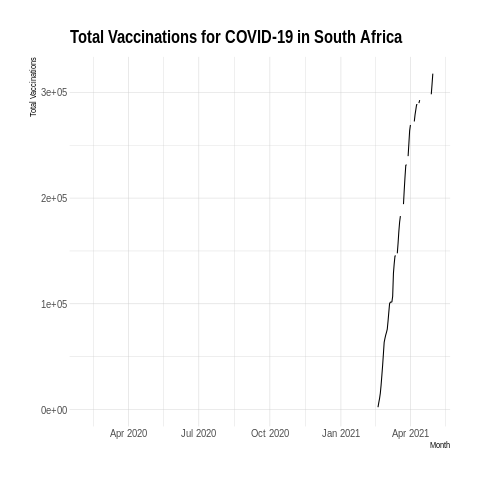 Total Vaccinations for COVID-19 in South Africa
Total Vaccinations
3e+05
2e+05
1e+05
0e+00
Apr 2020 Jul 2020 Oct 2020 Jan 2021 Apr 2021
Month